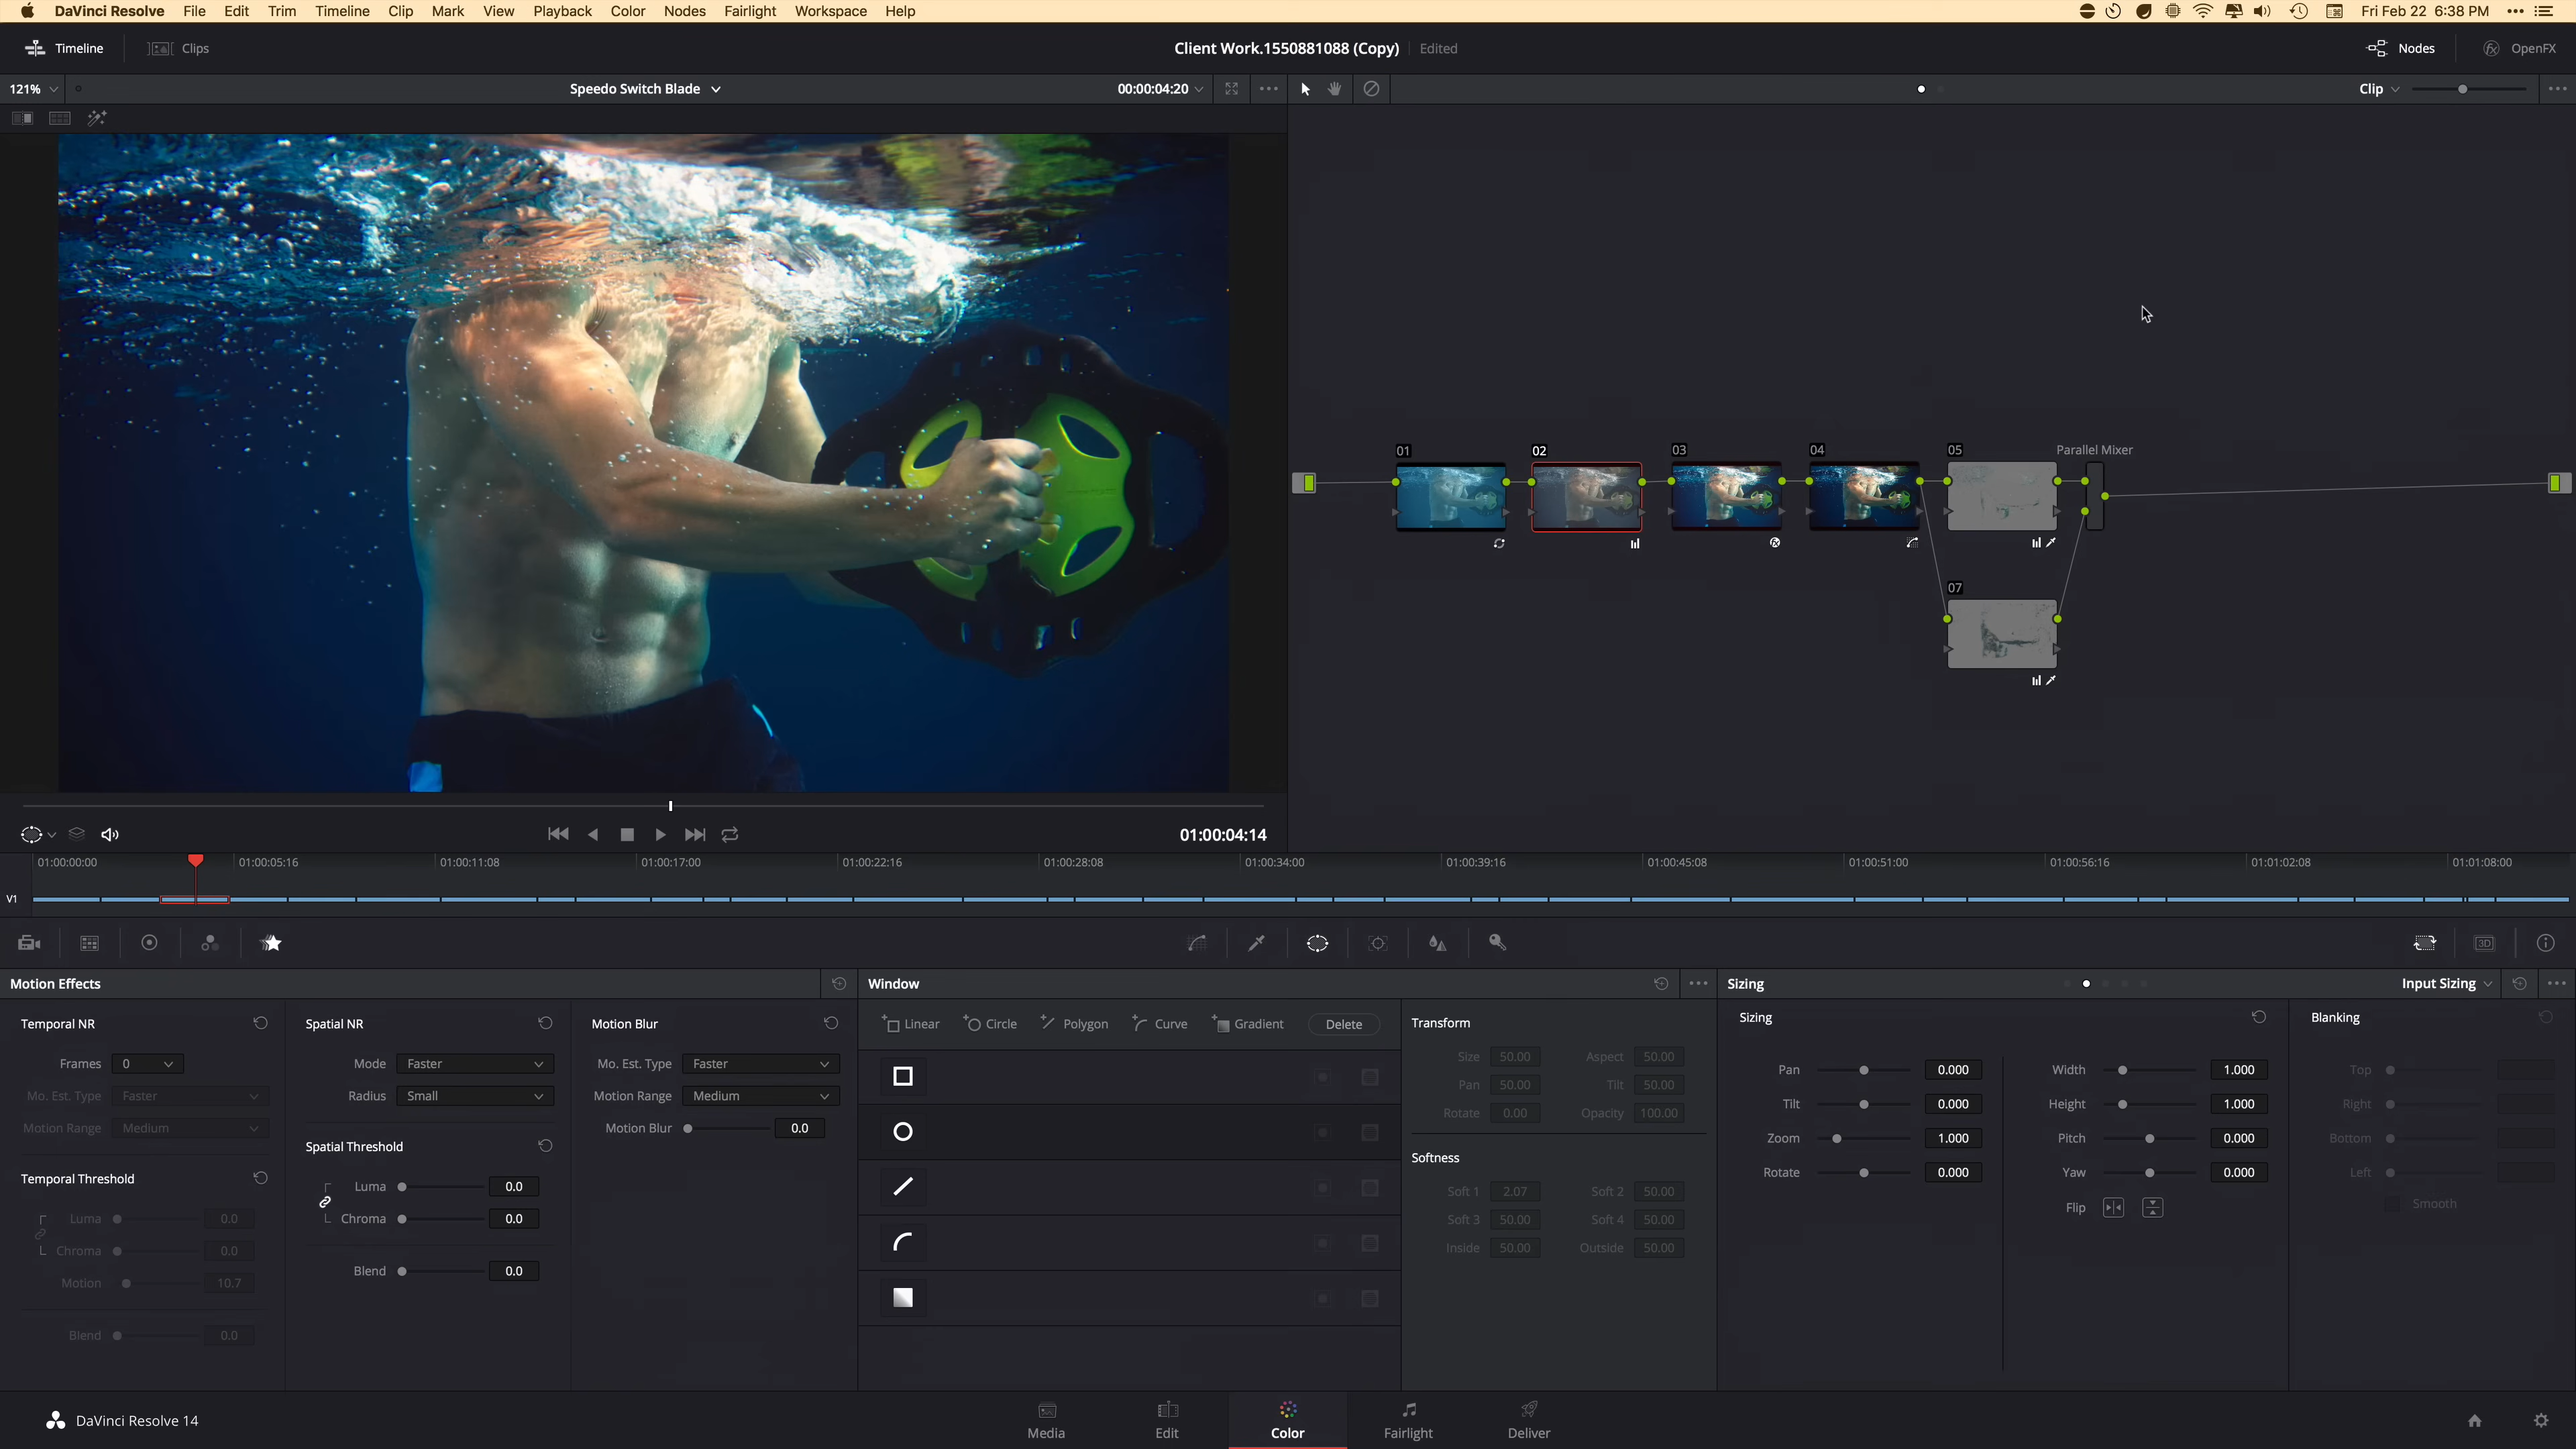 DaVinci Resolve File Edit Trim Timeline Clip Mark View Playback Color Nodes Fairlight Workspace Help Fri Feb 22 6:38 PM
Timeline Clips Client Work.1550881088 (Copy) Edited Nodes OpenFX
121% Speedo Switch Blade 00:00:04:20 Clip
01 02 03 04 05 Parallel Mixer
07
01:00:04:14
01:00:00:00 01:00:05:16 01:00:11:08 01:00:17:00 01:00:22:16 01:00:28:08 01:00:34:00 01:00:39:16 01:00:45:08 01:00:51:00 01:00:56:16 01:01:02:08 01:01:08:00
V1
3D
Motion Effects
Temporal NR
Frames 0
Mo. Est. Type Faster
Motion Range Medium
Temporal Threshold
Luma 0.0
Chroma 0.0
Motion 10.7
Blend 0.0
Spatial NR
Mode Faster
Radius Small
Spatial Threshold
Luma 0.0
Chroma 0.0
Blend 0.0
Motion Blur
Mo. Est. Type Faster
Motion Range Medium
Motion Blur 0.0
Window
Linear Circle Polygon Curve Gradient Delete
Transform
Size 50.00 Aspect 50.00
Pan 50.00 Tilt 50.00
Rotate 0.00 Opacity 100.00
Softness
Soft 1 2.07 Soft 2 50.00
Soft 3 50.00 Soft 4 50.00
Inside 50.00 Outside 50.00
Sizing Input Sizing
Sizing
Pan 0.000 Width 1.000
Tilt 0.000 Height 1.000
Zoom 1.000 Pitch 0.000
Rotate 0.000 Yaw 0.000
Flip
Blanking
Top
Right
Bottom
Left
Smooth
DaVinci Resolve 14
Media Edit Color Fairlight Deliver